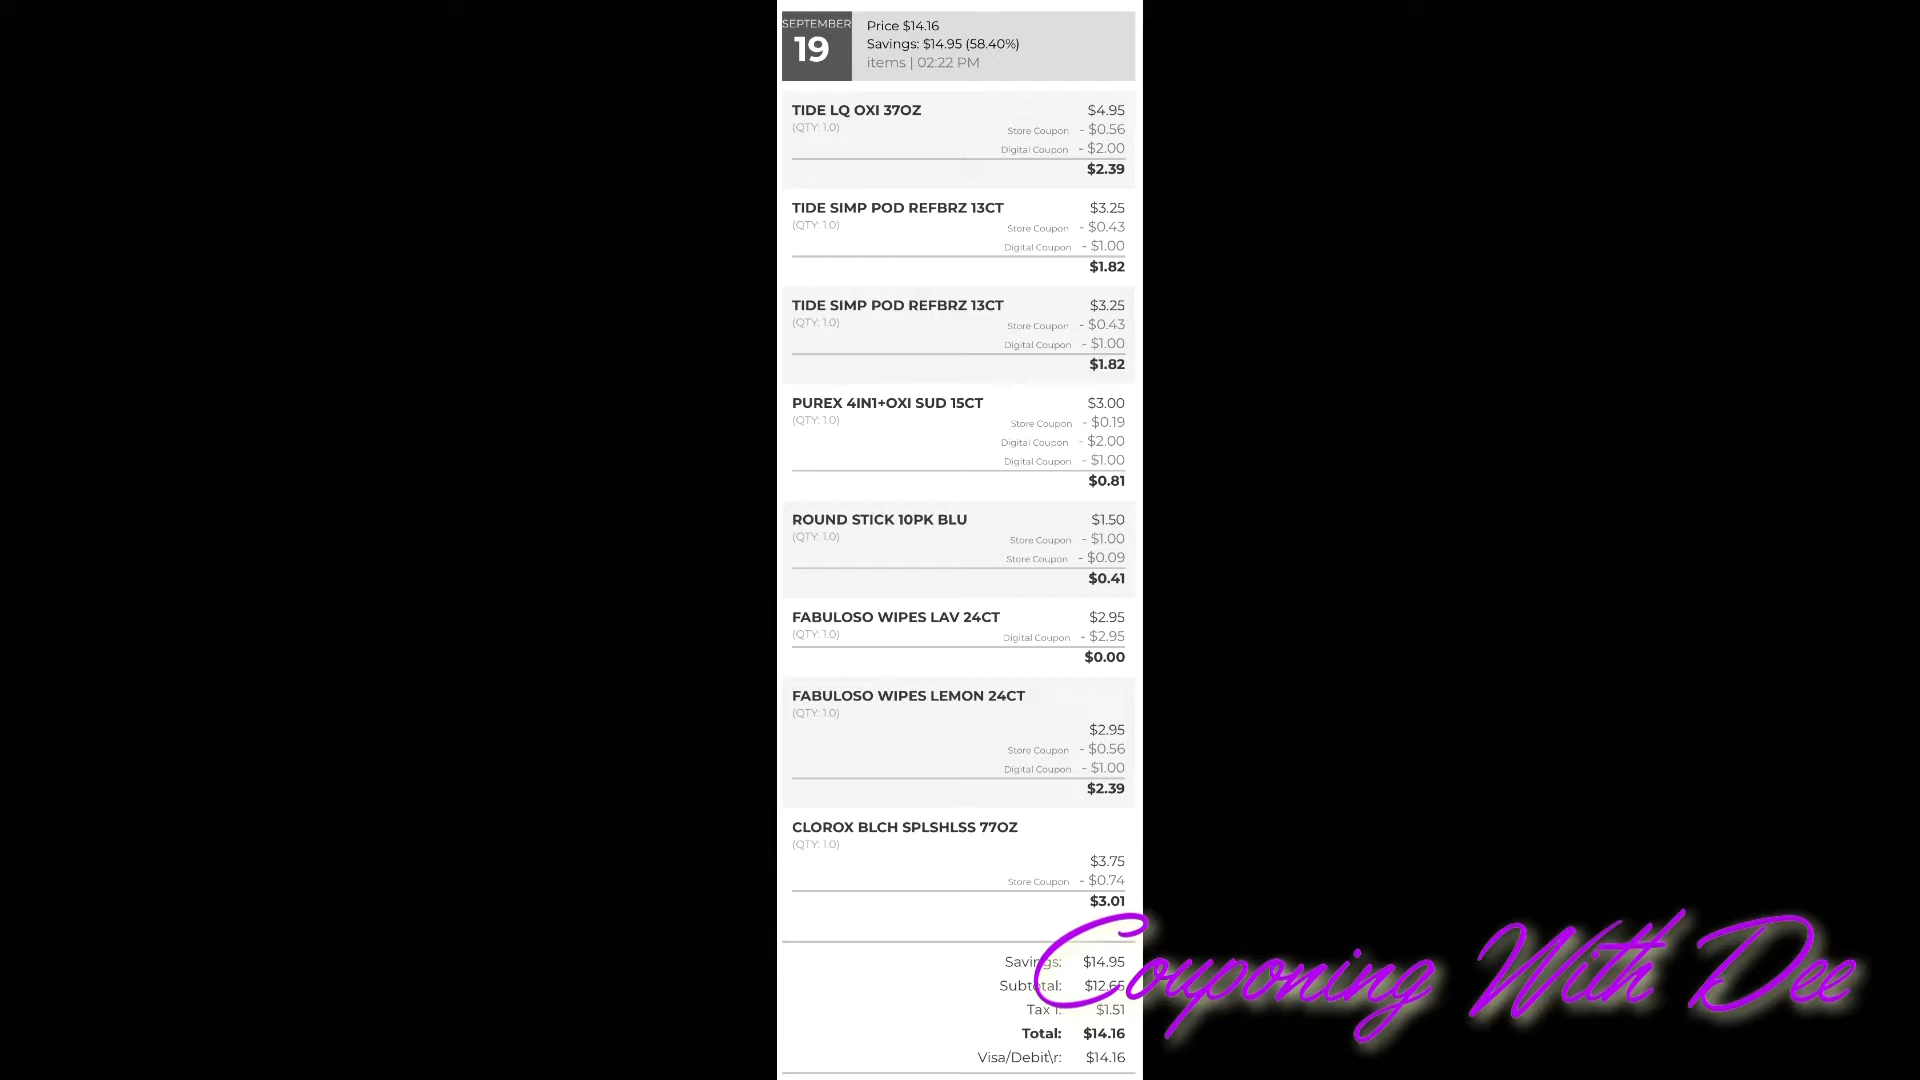 SEPTEMBER
19
Price $14.16
Savings: $14.95 (58.40%)
items | 02:22 PM
TIDE LQ OXI 37OZ $4.95
(QTY: 1.0)
Store Coupon - $0.56
Digital Coupon - $2.00
$2.39
TIDE SIMP POD REFBRZ 13CT $3.25
(QTY: 1.0)
Store Coupon - $0.43
Digital Coupon - $1.00
$1.82
TIDE SIMP POD REFBRZ 13CT $3.25
(QTY: 1.0)
Store Coupon - $0.43
Digital Coupon - $1.00
$1.82
PUREX 4IN1+OXI SUD 15CT $3.00
(QTY: 1.0)
Store Coupon - $0.19
Digital Coupon - $2.00
Digital Coupon - $1.00
$0.81
ROUND STICK 10PK BLU $1.50
(QTY: 1.0)
Store Coupon - $1.00
Store Coupon - $0.09
$0.41
FABULOSO WIPES LAV 24CT $2.95
(QTY: 1.0)
Digital Coupon - $2.95
$0.00
FABULOSO WIPES LEMON 24CT
(QTY: 1.0)
$2.95
Store Coupon - $0.56
Digital Coupon - $1.00
$2.39
CLOROX BLCH SPLSHLSS 77OZ
(QTY: 1.0)
$3.75
Store Coupon - $0.74
$3.01
Savings: $14.95
Subtotal: $12.65
Tax 1: $1.51
Total: $14.16
Visa/Debit\r: $14.16
Couponing With Dee